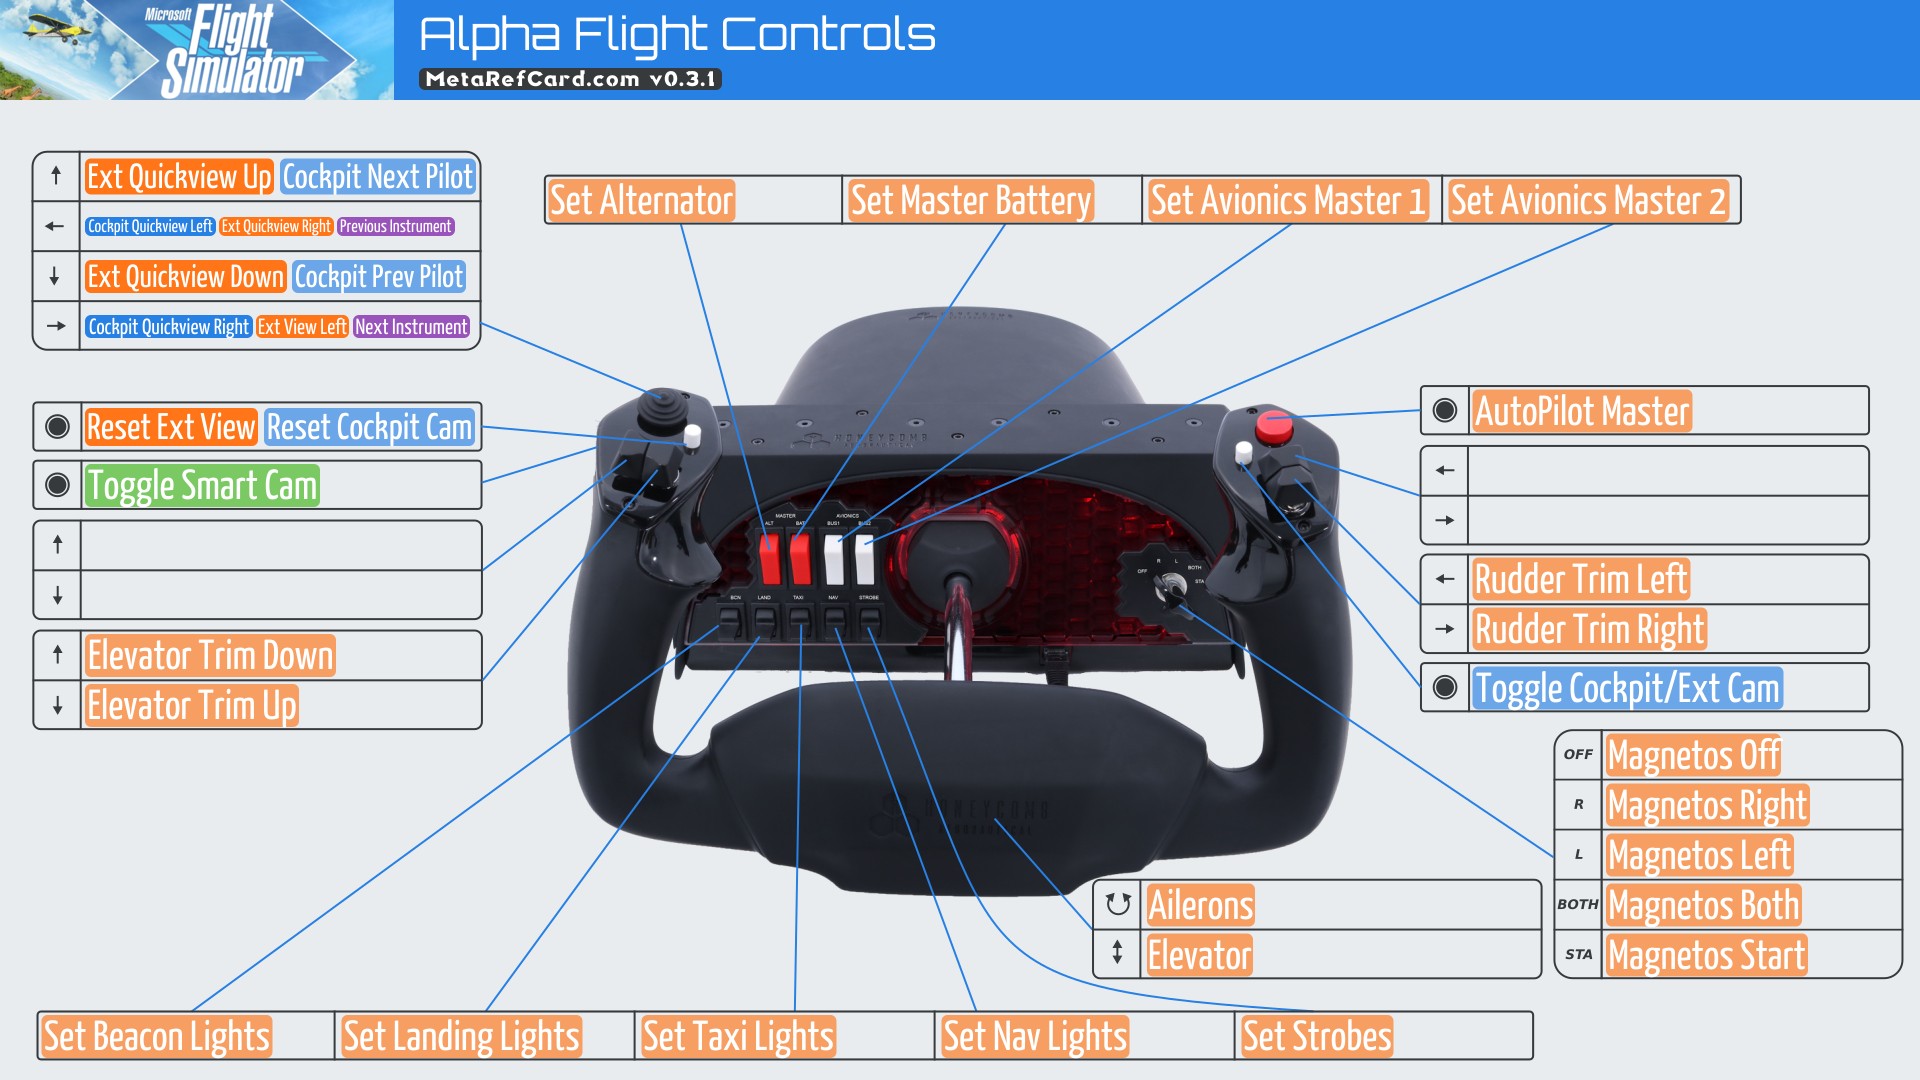 Microsoft
Flight
Simulator
Alpha Flight Controls
MetaRefCard.com v0.3.1
Ext Quickview Up Cockpit Next Pilot
Cockpit Quickview Left Ext Quickview Right Previous Instrument
Ext Quickview Down Cockpit Prev Pilot
Cockpit Quickview Right Ext View Left Next Instrument
Set Alternator Set Master Battery Set Avionics Master 1 Set Avionics Master 2
Reset Ext View Reset Cockpit Cam
Toggle Smart Cam
Elevator Trim Down
Elevator Trim Up
AutoPilot Master
Rudder Trim Left
Rudder Trim Right
Toggle Cockpit/Ext Cam
HONEYCOMB
AERONAUTICAL
MASTER AVIONICS
ALT BAT BUS1
BCN LAND TAXI NAV STROBE
OFF R L BOTH STA
HONEYCOMB
AERONAUTICAL
OFF Magnetos Off
R Magnetos Right
L Magnetos Left
BOTH Magnetos Both
STA Magnetos Start
Ailerons
Elevator
Set Beacon Lights Set Landing Lights Set Taxi Lights Set Nav Lights Set Strobes